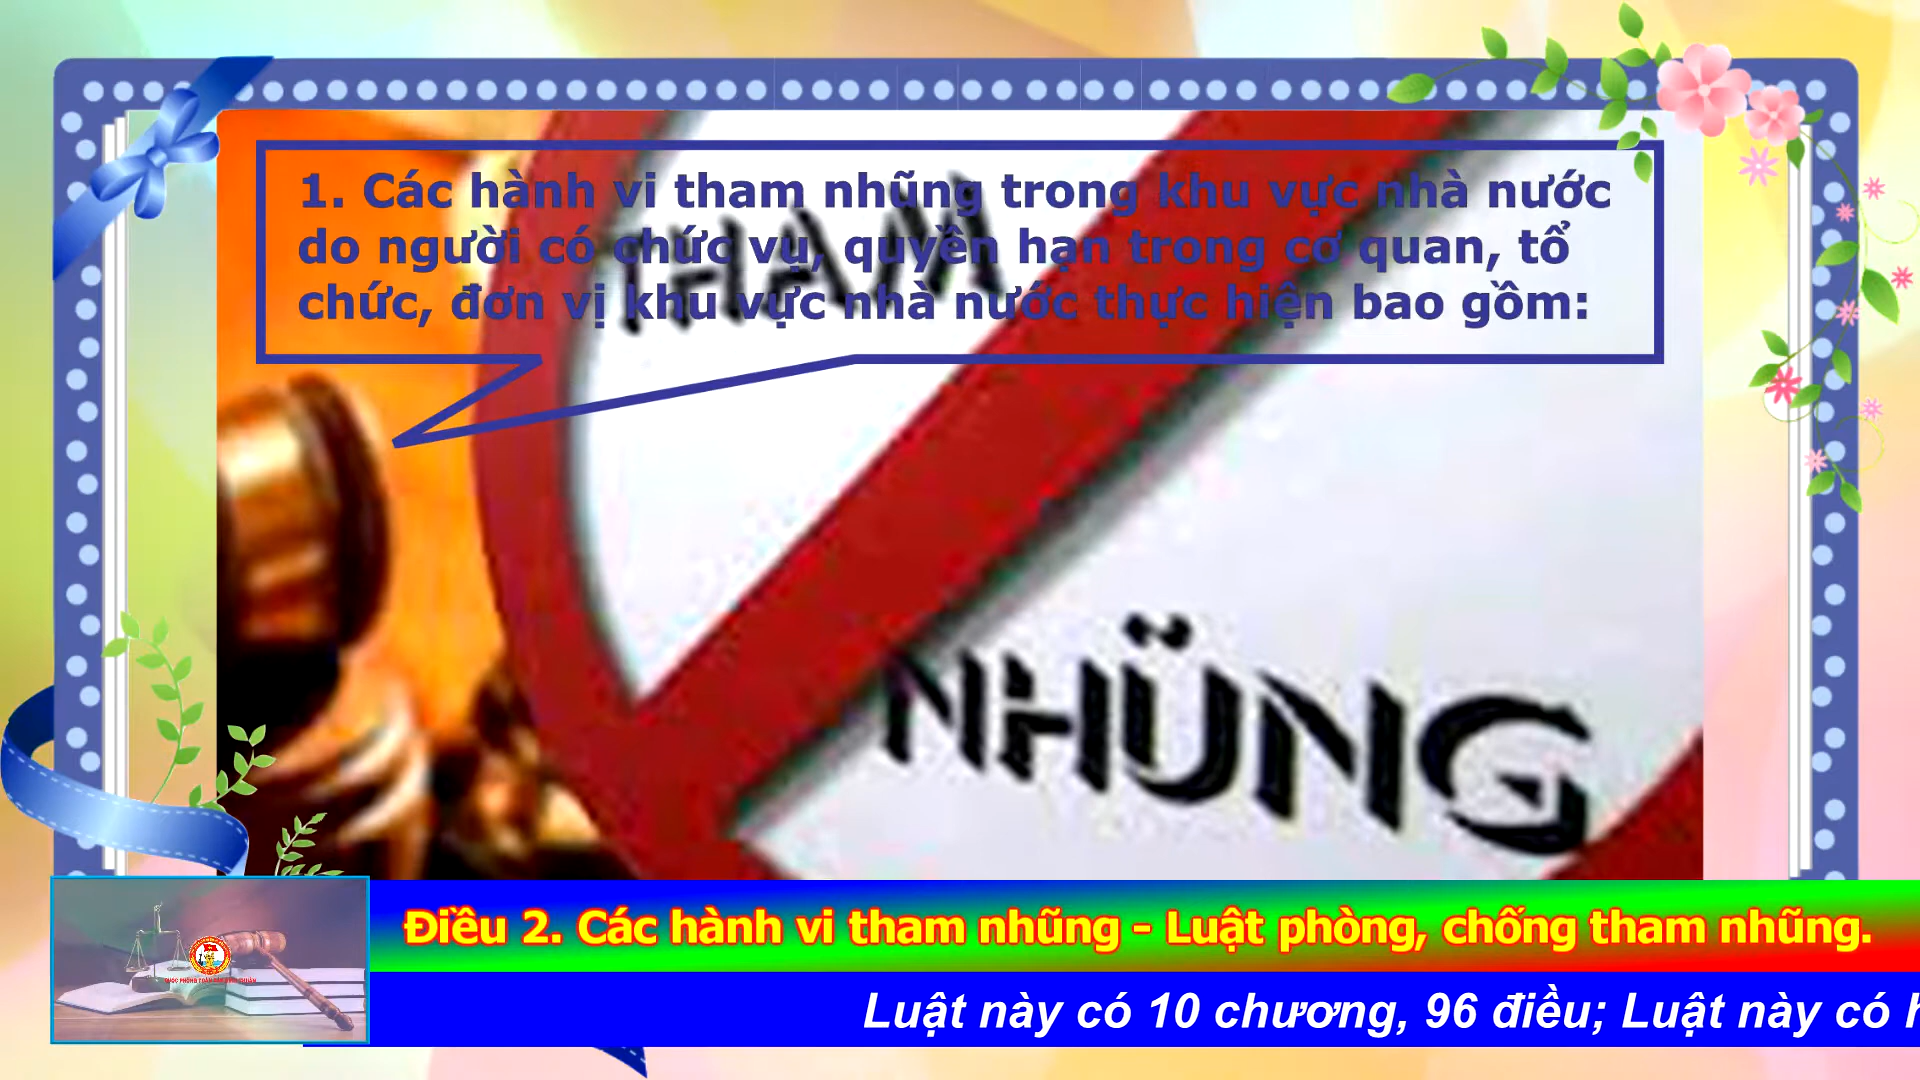 1. Các hành vi tham nhũng trong khu vực nhà nước
do người có chức vụ, quyền hạn trong cơ quan, tổ
chức, đơn vị khu vực nhà nước thực hiện bao gồm:
THAM
NHŨNG
Điều 2. Các hành vi tham nhũng - Luật phòng, chống tham nhũng.
Luật này có 10 chương, 96 điều; Luật này có h